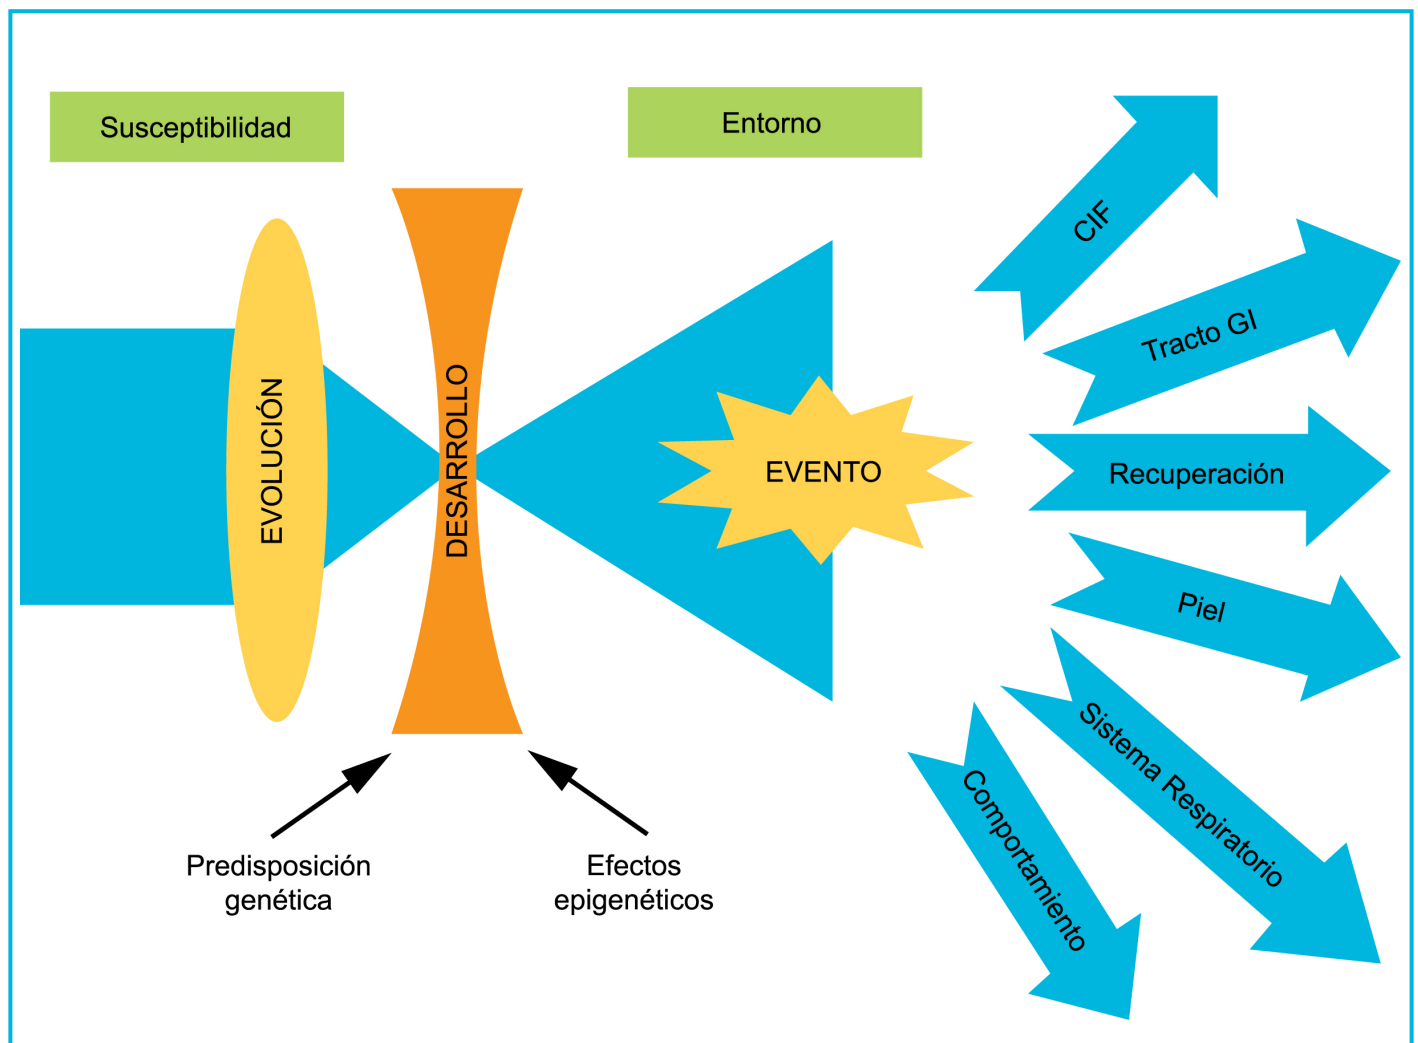 Susceptibilidad
Entorno
EVOLUCIÓN
DESARROLLO
EVENTO
CIF
Tracto GI
Recuperación
Piel
Sistema Respiratorio
Comportamiento
Predisposición
genética
Efectos
epigenéticos